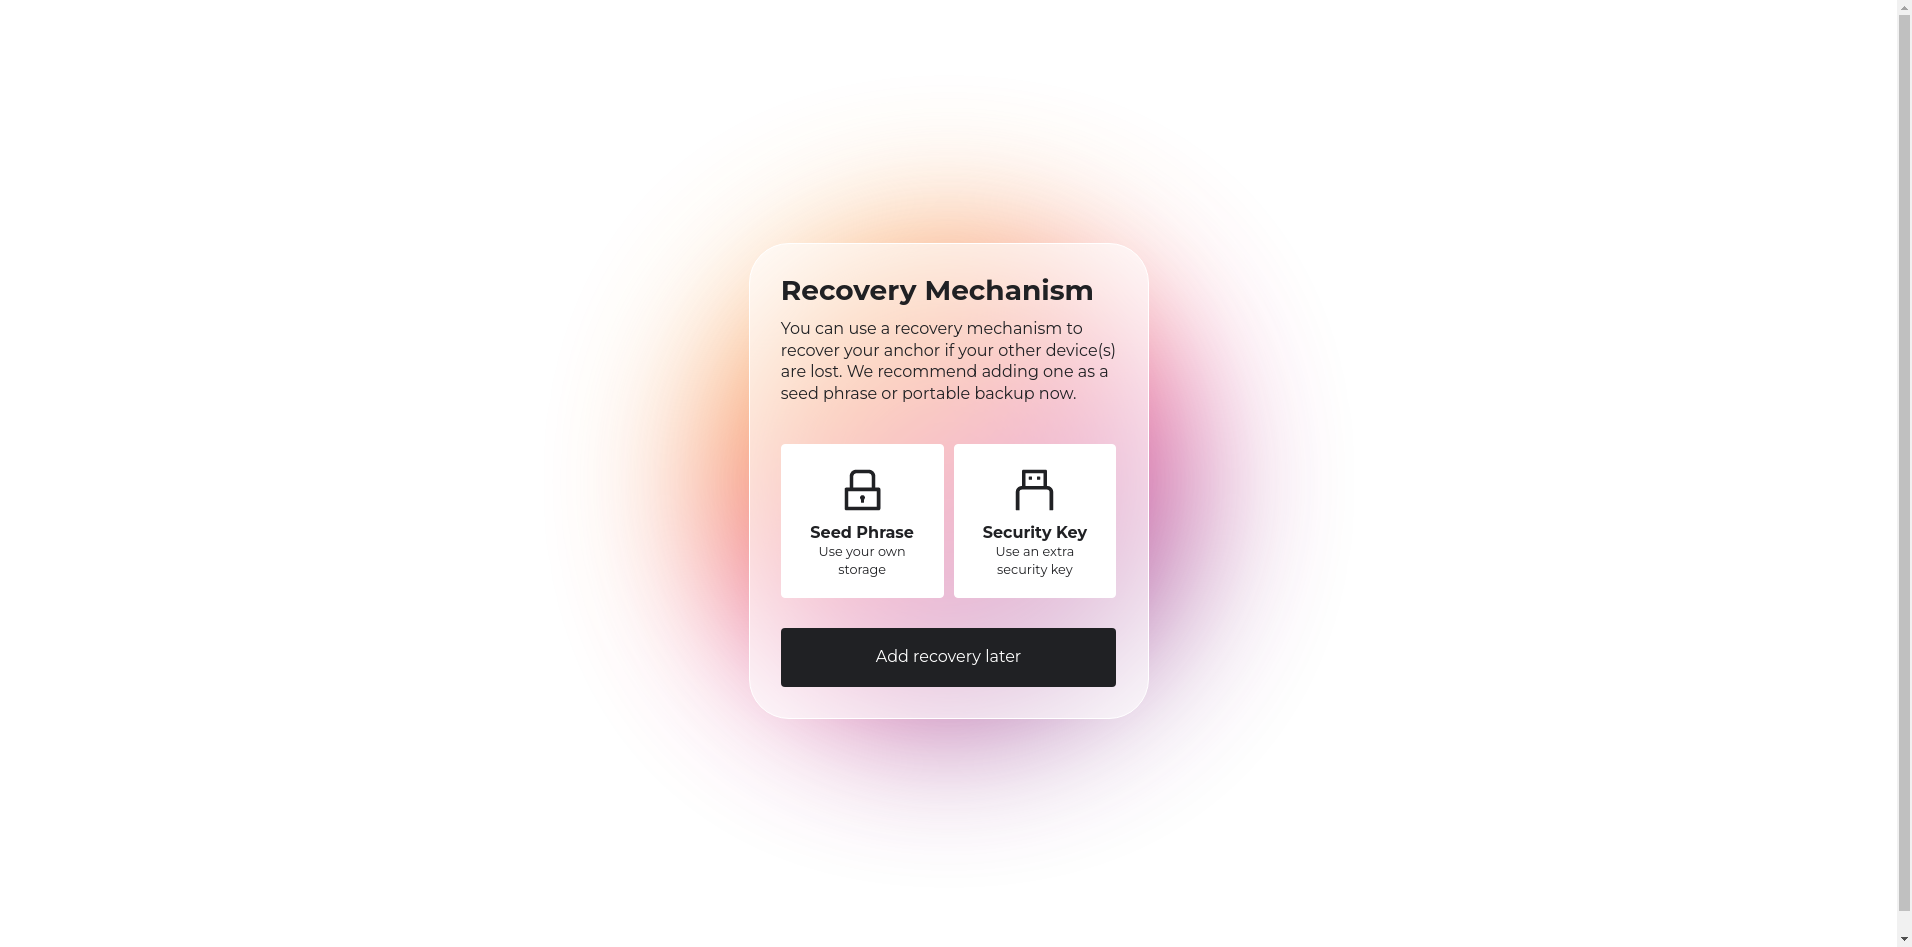 Recovery Mechanism
You can use a recovery mechanism to
recover your anchor if your other device(s)
are lost. We recommend adding one as a
seed phrase or portable backup now.
Seed Phrase
Use your own
storage
Security Key
Use an extra
security key
Add recovery later